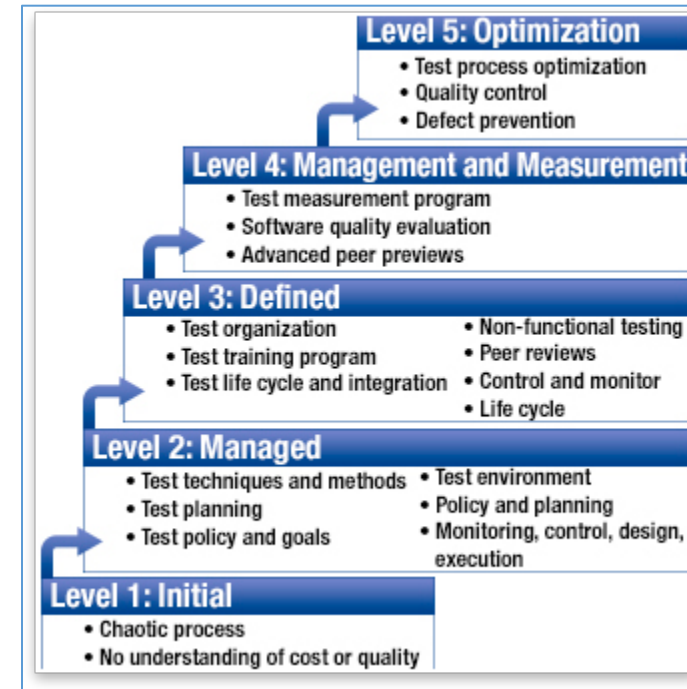 Level 5: Optimization
• Test process optimization
• Quality control
• Defect prevention
Level 4: Management and Measurement
• Test measurement program
• Software quality evaluation
• Advanced peer previews
Level 3: Defined
• Test organization
• Test training program
• Test life cycle and integration
• Non-functional testing
• Peer reviews
• Control and monitor
• Life cycle
Level 2: Managed
• Test techniques and methods
• Test planning
• Test policy and goals
• Test environment
• Policy and planning
• Monitoring, control, design,
execution
Level 1: Initial
• Chaotic process
• No understanding of cost or quality